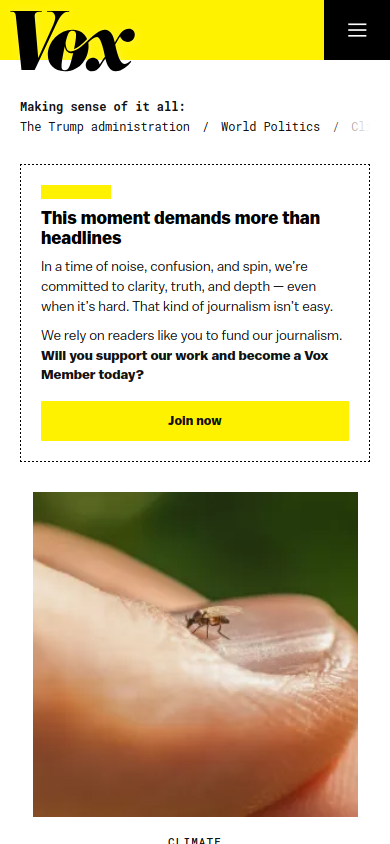 Vox
Making sense of it all:
The Trump administration / World Politics / Cl
This moment demands more than
headlines
In a time of noise, confusion, and spin, we're
committed to clarity, truth, and depth — even
when it's hard. That kind of journalism isn't easy.
We rely on readers like you to fund our journalism.
Will you support our work and become a Vox
Member today?
Join now
CLIMATE